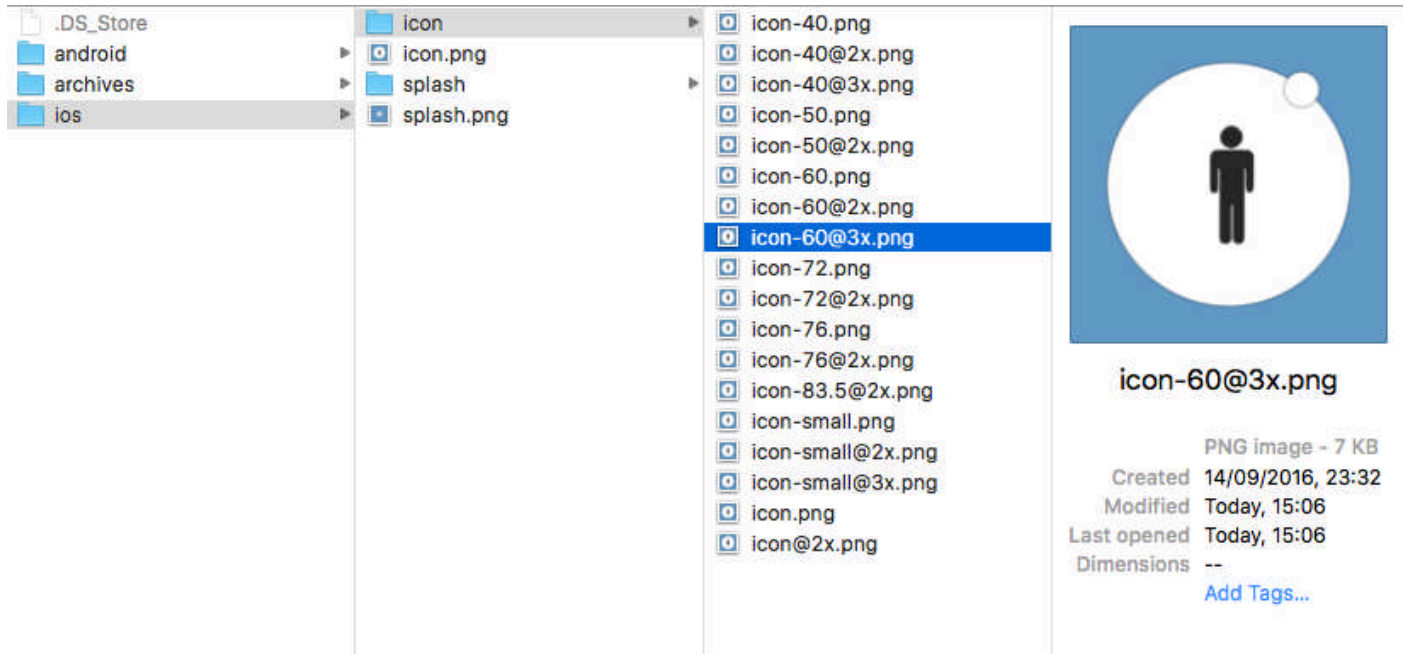 .DS_Store
android
archives
ios
icon
icon.png
splash
splash.png
icon-40.png
icon-40@2x.png
icon-40@3x.png
icon-50.png
icon-50@2x.png
icon-60.png
icon-60@2x.png
icon-60@3x.png
icon-72.png
icon-72@2x.png
icon-76.png
icon-76@2x.png
icon-83.5@2x.png
icon-small.png
icon-small@2x.png
icon-small@3x.png
icon.png
icon@2x.png
icon-60@3x.png
PNG image - 7 KB
Created 14/09/2016, 23:32
Modified Today, 15:06
Last opened Today, 15:06
Dimensions --
Add Tags...